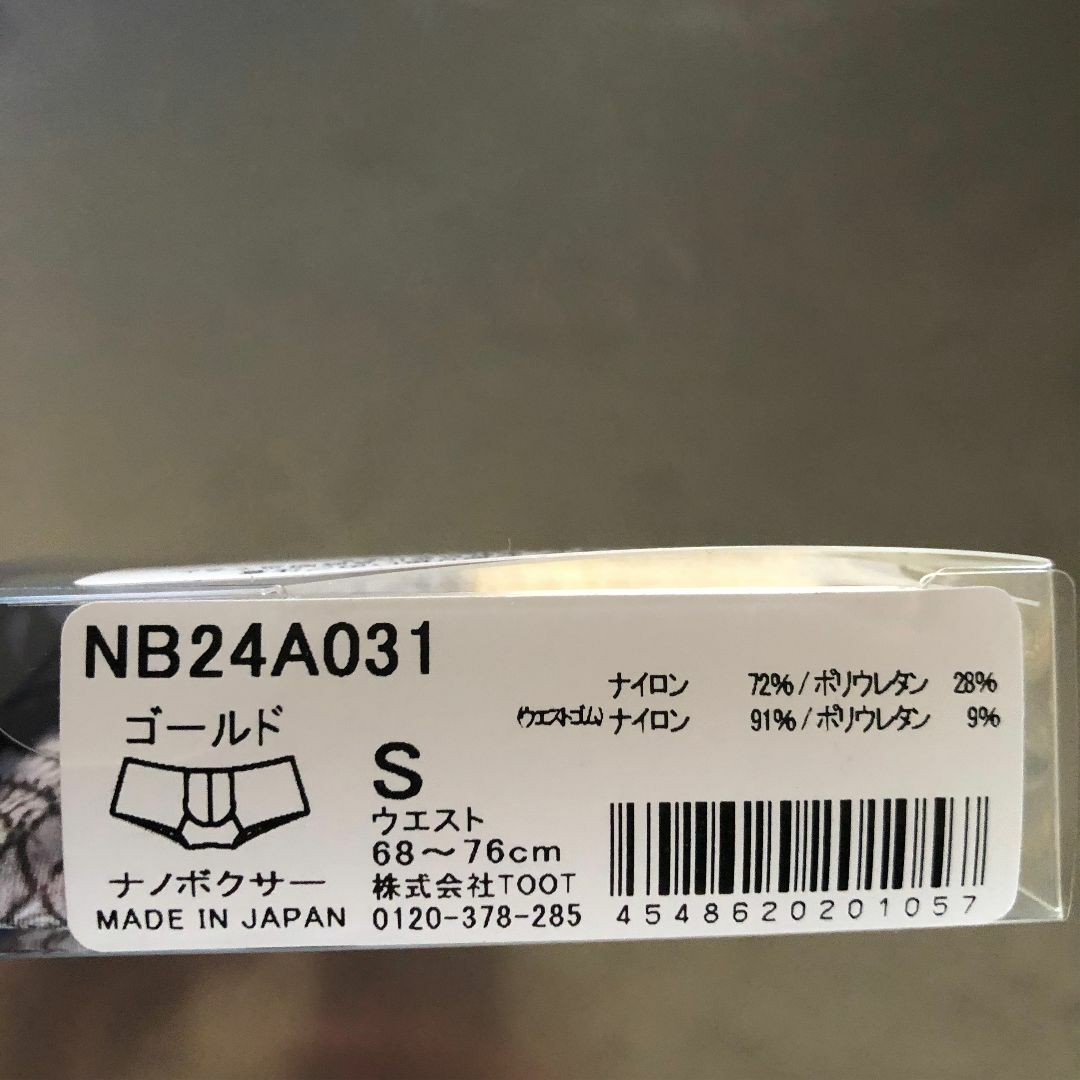 NB24A031
ゴールド
ナノボクサー
MADE IN JAPAN
S
ウエスト
68〜76cm
株式会社TOOT
0120-378-285
ナイロン 72% / ポリウレタン 28%
(ウエストゴム) ナイロン 91% / ポリウレタン 9%
4548620201057